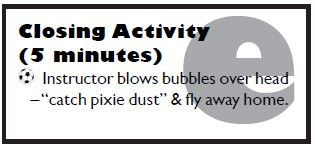 Closing Activity
(5 minutes)
Instructor blows bubbles over head
–“catch pixie dust” & fly away home.
e